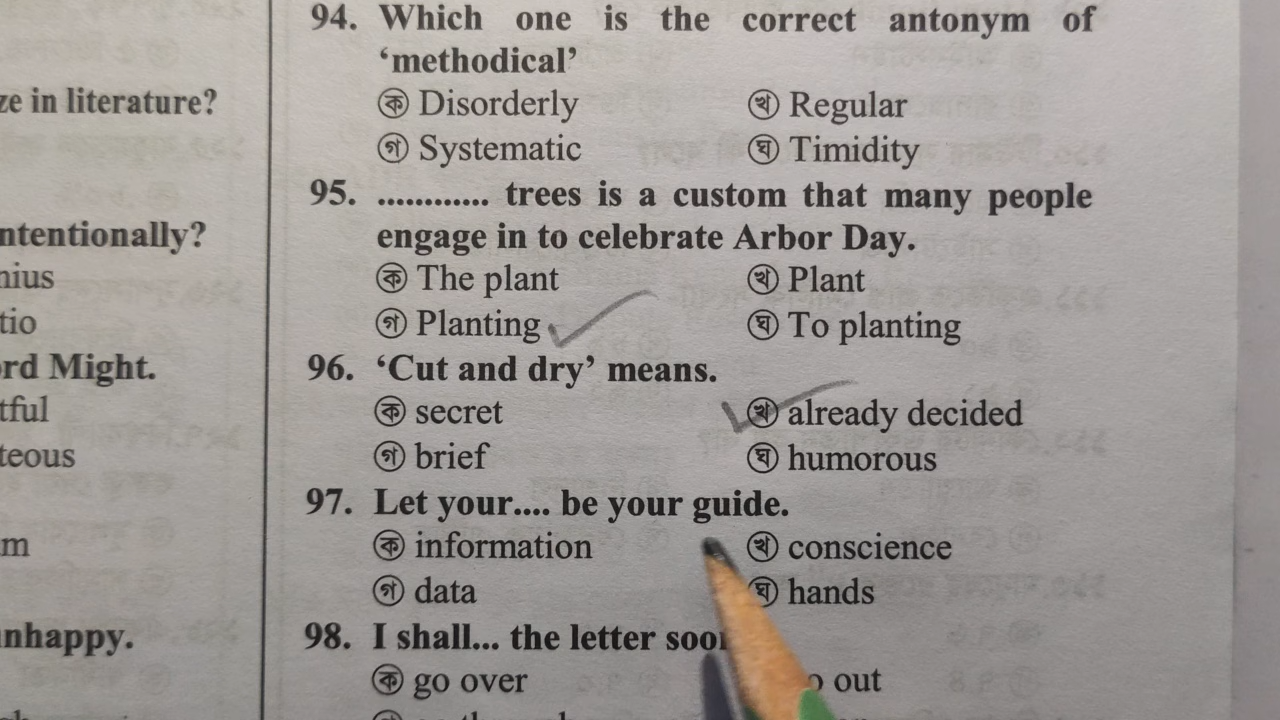 ze in literature?
ntentionally?
nius
tio
ord Might.
tful
teous
m
nhappy.
94. Which one is the correct antonym of
‘methodical’
ⓚ Disorderly ⓚ Regular
ⓖ Systematic ⓖ Timidity
95. ............ trees is a custom that many people
engage in to celebrate Arbor Day.
ক The plant খ Plant
গ Planting ঘ To planting
96. ‘Cut and dry’ means.
ক secret খ already decided
গ brief ঘ humorous
97. Let your.... be your guide.
ক information খ conscience
গ data ঘ hands
98. I shall... the letter soon
ক go over out